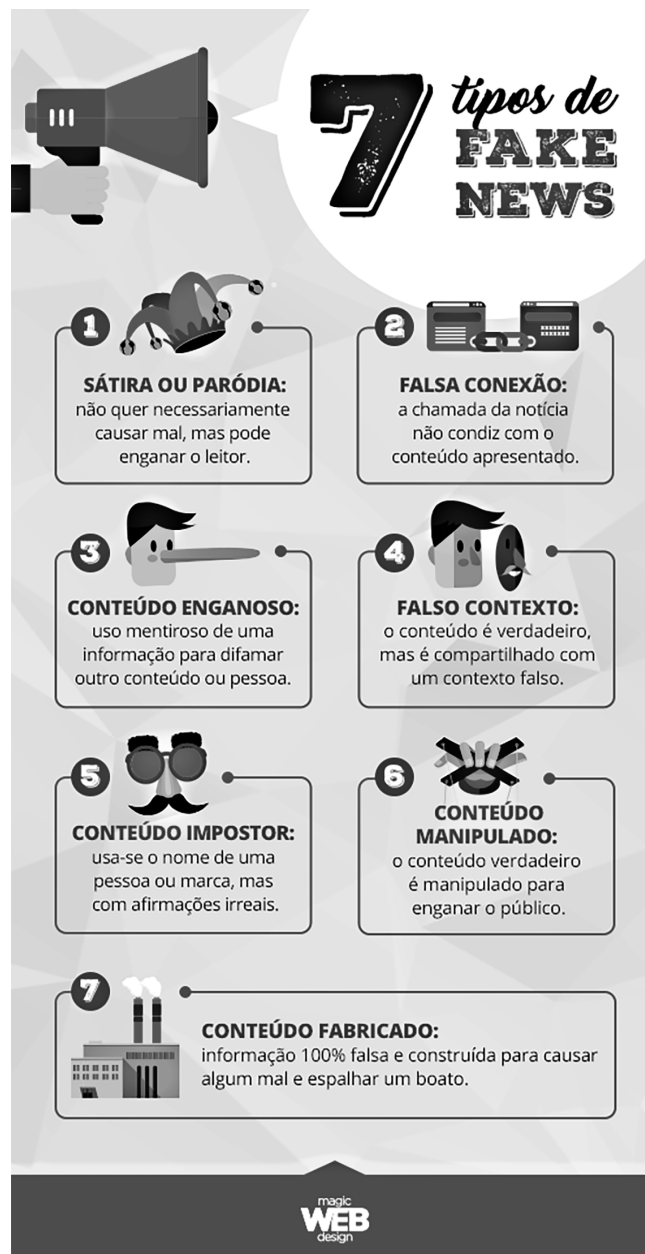 7
tipos de
FAKE
NEWS
1
SÁTIRA OU PARÓDIA:
não quer necessariamente
causar mal, mas pode
enganar o leitor.
2
FALSA CONEXÃO:
a chamada da notícia
não condiz com o
conteúdo apresentado.
3
CONTEÚDO ENGANOSO:
uso mentiroso de uma
informação para difamar
outro conteúdo ou pessoa.
4
FALSO CONTEXTO:
o conteúdo é verdadeiro,
mas é compartilhado com
um contexto falso.
5
CONTEÚDO IMPOSTOR:
usa-se o nome de uma
pessoa ou marca, mas
com afirmações irreais.
6
CONTEÚDO
MANIPULADO:
o conteúdo verdadeiro
é manipulado para
enganar o público.
7
CONTEÚDO FABRICADO:
informação 100% falsa e construída para causar
algum mal e espalhar um boato.
magic
WEB
design